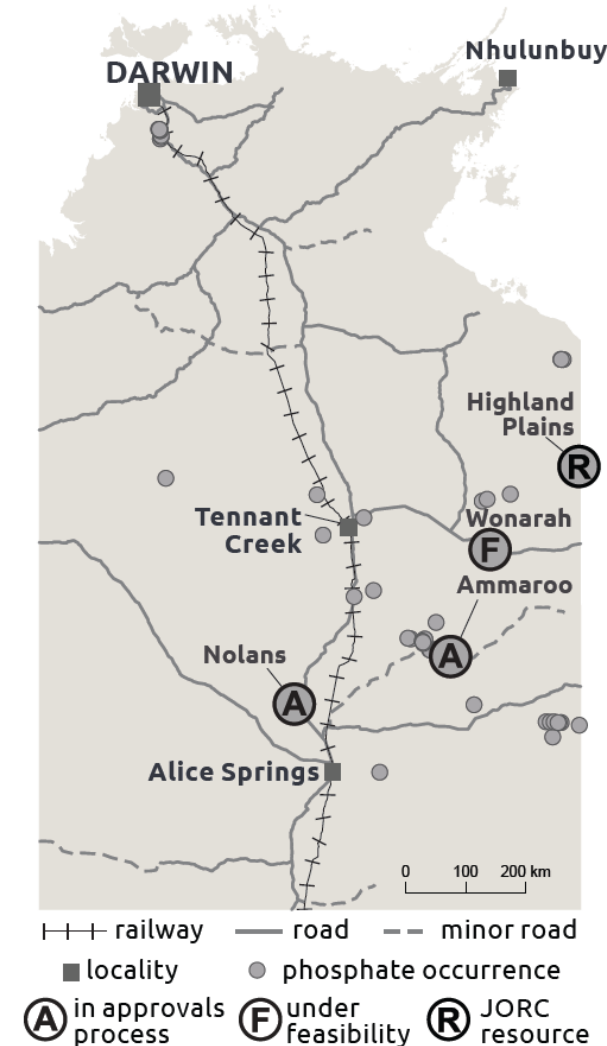 DARWIN
Nhulunbuy
Highland
Plains
R
Tennant
Creek
Wonarah
F
Ammaroo
A
Nolans
A
Alice Springs
0 100 200 km
railway road minor road
locality phosphate occurrence
A in approvals
process
F under
feasibility
R JORC
resource